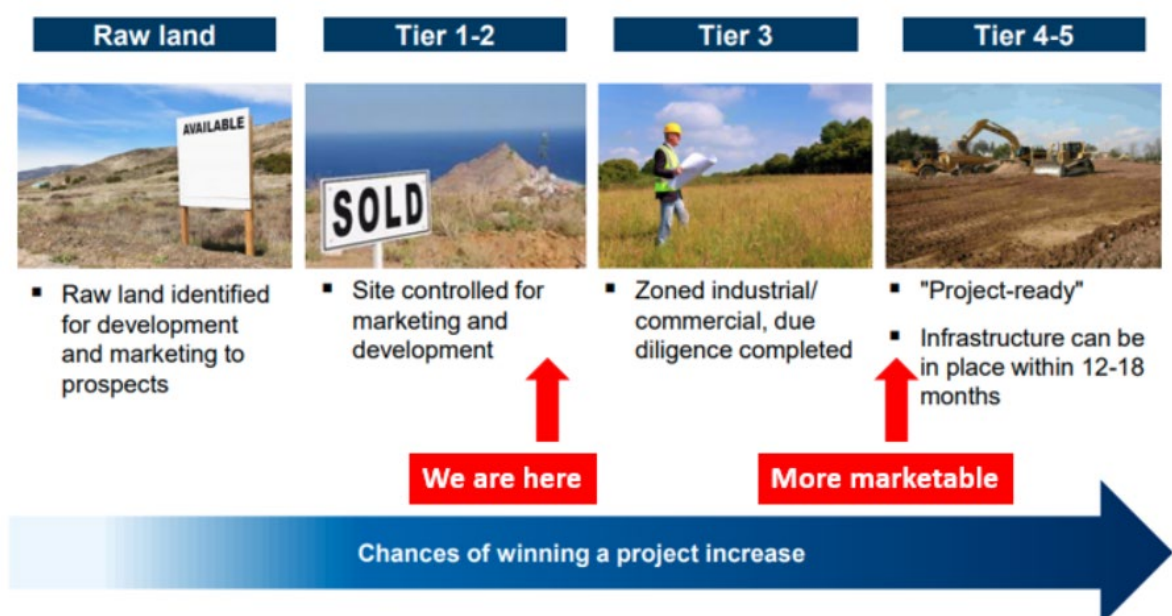 Raw land
Tier 1-2
Tier 3
Tier 4-5
AVAILABLE
SOLD
▪ Raw land identified
for development
and marketing to
prospects
▪ Site controlled for
marketing and
development
▪ Zoned industrial/
commercial, due
diligence completed
▪ "Project-ready"
▪ Infrastructure can be
in place within 12-18
months
We are here
More marketable
Chances of winning a project increase